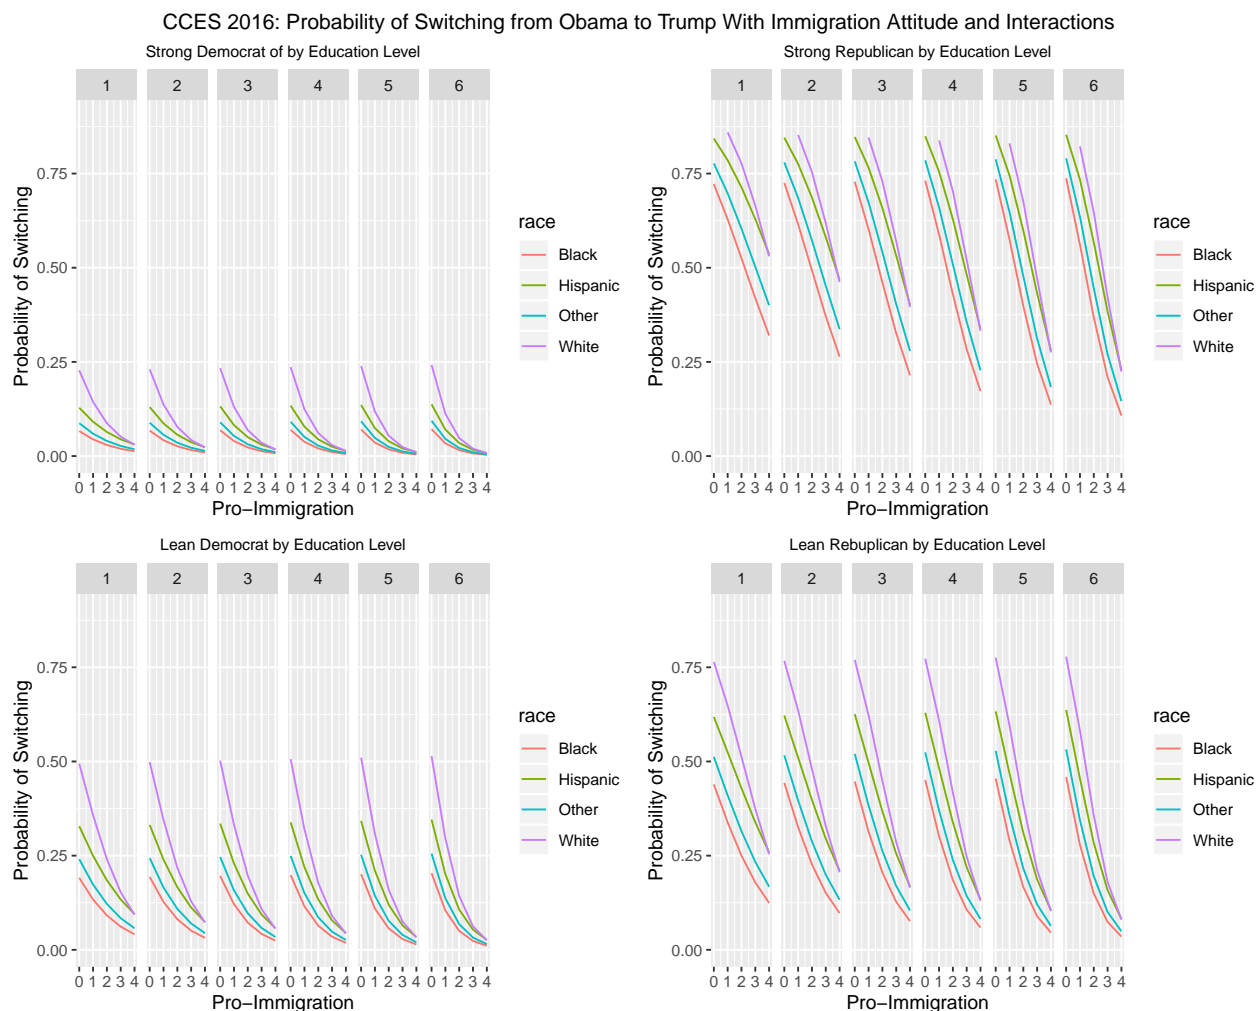 CCES 2016: Probability of Switching from Obama to Trump With Immigration Attitude and Interactions
Strong Democrat of by Education Level
1 2 3 4 5 6
0.75
0.50
0.25
0.00
Probability of Switching
0 1 2 3 4 0 1 2 3 4 0 1 2 3 4 0 1 2 3 4 0 1 2 3 4 0 1 2 3 4
Pro−Immigration
race
Black
Hispanic
Other
White
Strong Republican by Education Level
1 2 3 4 5 6
0.75
0.50
0.25
0.00
Probability of Switching
0 1 2 3 4 0 1 2 3 4 0 1 2 3 4 0 1 2 3 4 0 1 2 3 4 0 1 2 3 4
Pro−Immigration
race
Black
Hispanic
Other
White
Lean Democrat by Education Level
1 2 3 4 5 6
0.75
0.50
0.25
0.00
Probability of Switching
0 1 2 3 4 0 1 2 3 4 0 1 2 3 4 0 1 2 3 4 0 1 2 3 4 0 1 2 3 4
Pro−Immigration
race
Black
Hispanic
Other
White
Lean Rebuplican by Education Level
1 2 3 4 5 6
0.75
0.50
0.25
0.00
Probability of Switching
0 1 2 3 4 0 1 2 3 4 0 1 2 3 4 0 1 2 3 4 0 1 2 3 4 0 1 2 3 4
Pro−Immigration
race
Black
Hispanic
Other
White